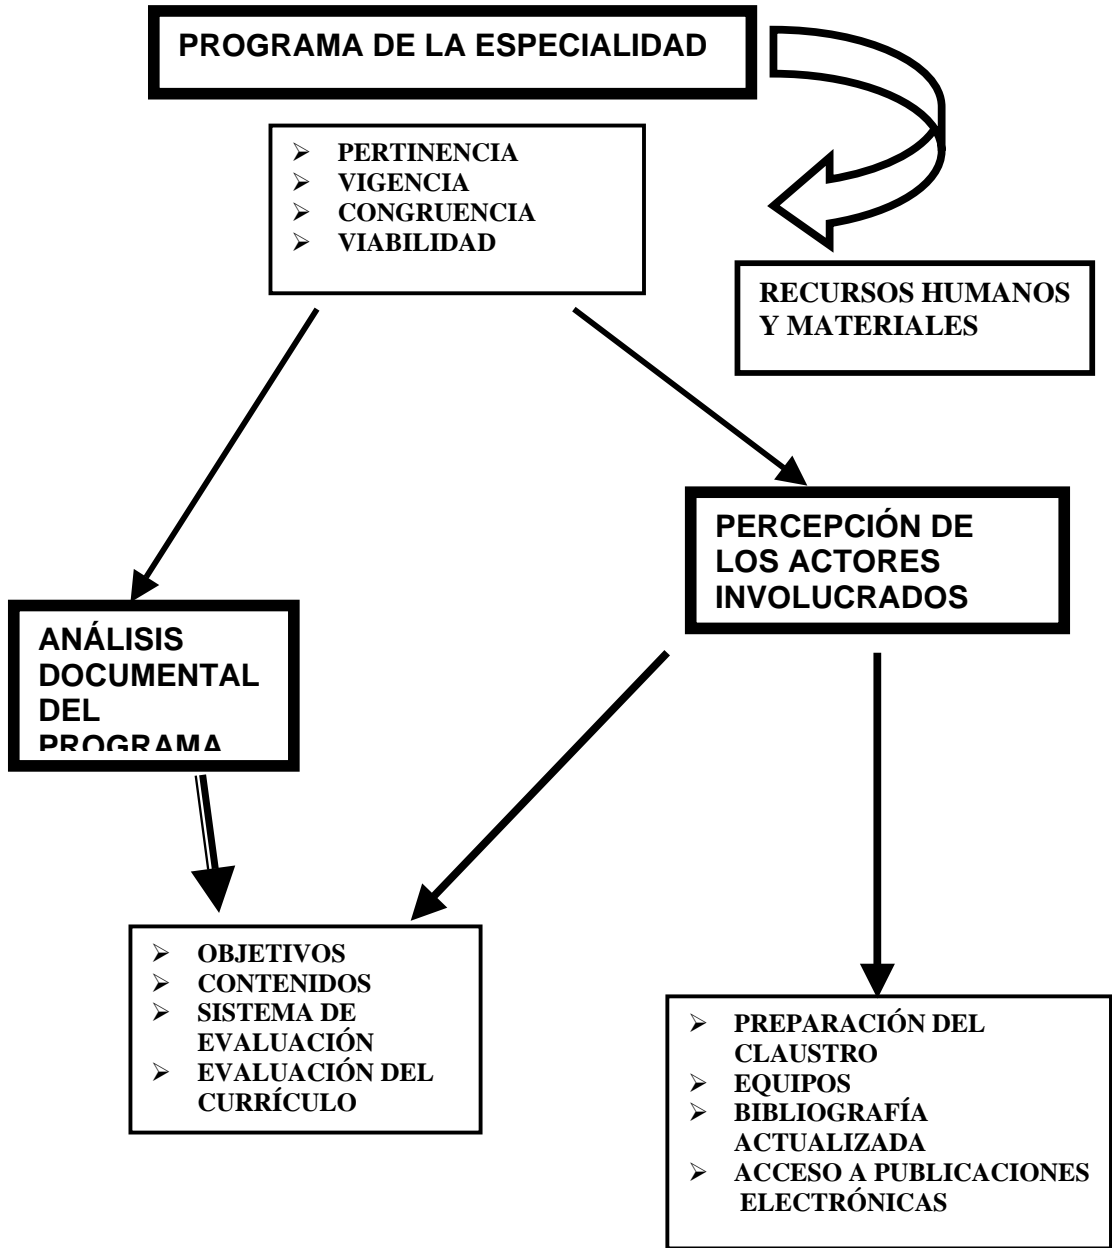 PROGRAMA DE LA ESPECIALIDAD
➢ PERTINENCIA
➢ VIGENCIA
➢ CONGRUENCIA
➢ VIABILIDAD
RECURSOS HUMANOS
Y MATERIALES
PERCEPCIÓN DE
LOS ACTORES
INVOLUCRADOS
ANÁLISIS
DOCUMENTAL
DEL
PROGRAMA
➢ OBJETIVOS
➢ CONTENIDOS
➢ SISTEMA DE
EVALUACIÓN
➢ EVALUACIÓN DEL
CURRÍCULO
➢ PREPARACIÓN DEL
CLAUSTRO
➢ EQUIPOS
➢ BIBLIOGRAFÍA
ACTUALIZADA
➢ ACCESO A PUBLICACIONES
ELECTRÓNICAS